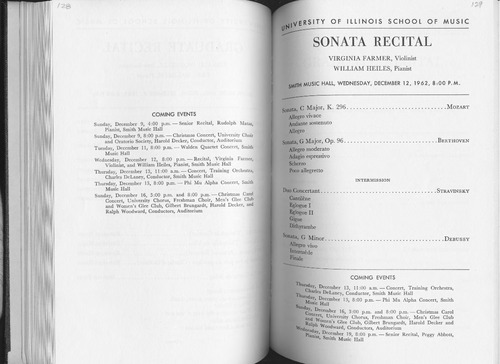 128
COMING EVENTS
Sunday, December 9, 4:00 p.m. — Senior Recital, Rudolph
Pianist, Smith Music Hall
Sunday, December 9, 8:00 p.m. — Christmas Concert, University Choir
and Oratorio Society, Harold Decker, Conductor, Auditorium
Tuesday, December 11, 8:00 p.m. — Walden Quartet Concert, Smith
Music Hall
Wednesday, December 12, 8:00 p.m. — Recital, Virginia Farmer,
Violinist, and William Heiles, Pianist, Smith Music Hall
Thursday, December 13, 11:00 a.m. — Concert, Training Orchestra,
Charles DeLaney, Conductor, Smith Music Hall
Thursday, December 13, 8:00 p.m. — Phi Mu Alpha Concert, Smith
Music Hall
Sunday, December 16, 5:00 and 8:00 p.m. — Christmas Carol
Concert, University Chorus, Freshman Choir, Men's Glee Club
and Women's Glee Club, Gilbert Brungardt, Harold Decker, and
Ralph Woodward, Conductors, Auditorium
129
UNIVERSITY OF ILLINOIS SCHOOL OF MUSIC
SONATA RECITAL
VIRGINIA FARMER, Violinist
WILLIAM HEILES, Pianist
SMITH MUSIC HALL, WEDNESDAY, DECEMBER 12, 1962, 8:00 P.M.
Sonata, C Major, K. 296 MOZART
Allegro vivace
Andante sostenuto
Allegro
Sonata, G Major, Op. 96 BEETHOVEN
Allegro moderato
Adagio espressivo
Scherzo
Poco allegretto
INTERMISSION
Duo Concertant STRAVINSKY
Cantilène
Eglogue I
Eglogue II
Gigue
Dithyrambe
Sonata, G Minor DEBUSSY
Allegro vivo
Intermède
Finale
COMING EVENTS
Thursday, December 13, 11:00 a.m. — Concert, Training Orchestra,
Charles DeLaney, Conductor, Smith Music Hall
Thursday, December 13, 8:00 p.m. — Phi Mu Alpha Concert, Smith
Music Hall
Sunday, December 16, 5:00 p.m. and 8:00 p.m. — Christmas Carol
Concert, University Chorus, Freshman Choir, Men's Glee Club
and Women's Glee Club, Gilbert Brungardt, Harold Decker and
Ralph Woodward, Conductors, Auditorium
Wednesday, December 19, 8:00 p.m. — Senior Recital, Peggy Abbott,
Pianist, Smith Music Hall